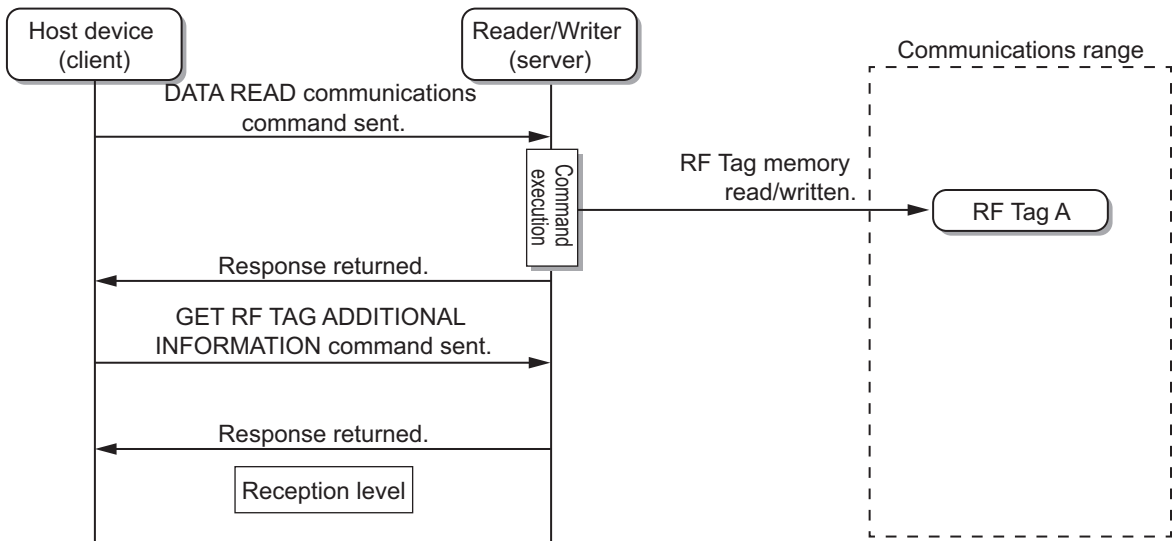 Host device
(client)
Reader/Writer
(server)
Communications range
DATA READ communications
command sent.
Command
execution
RF Tag memory
read/written.
RF Tag A
Response returned.
GET RF TAG ADDITIONAL
INFORMATION command sent.
Response returned.
Reception level